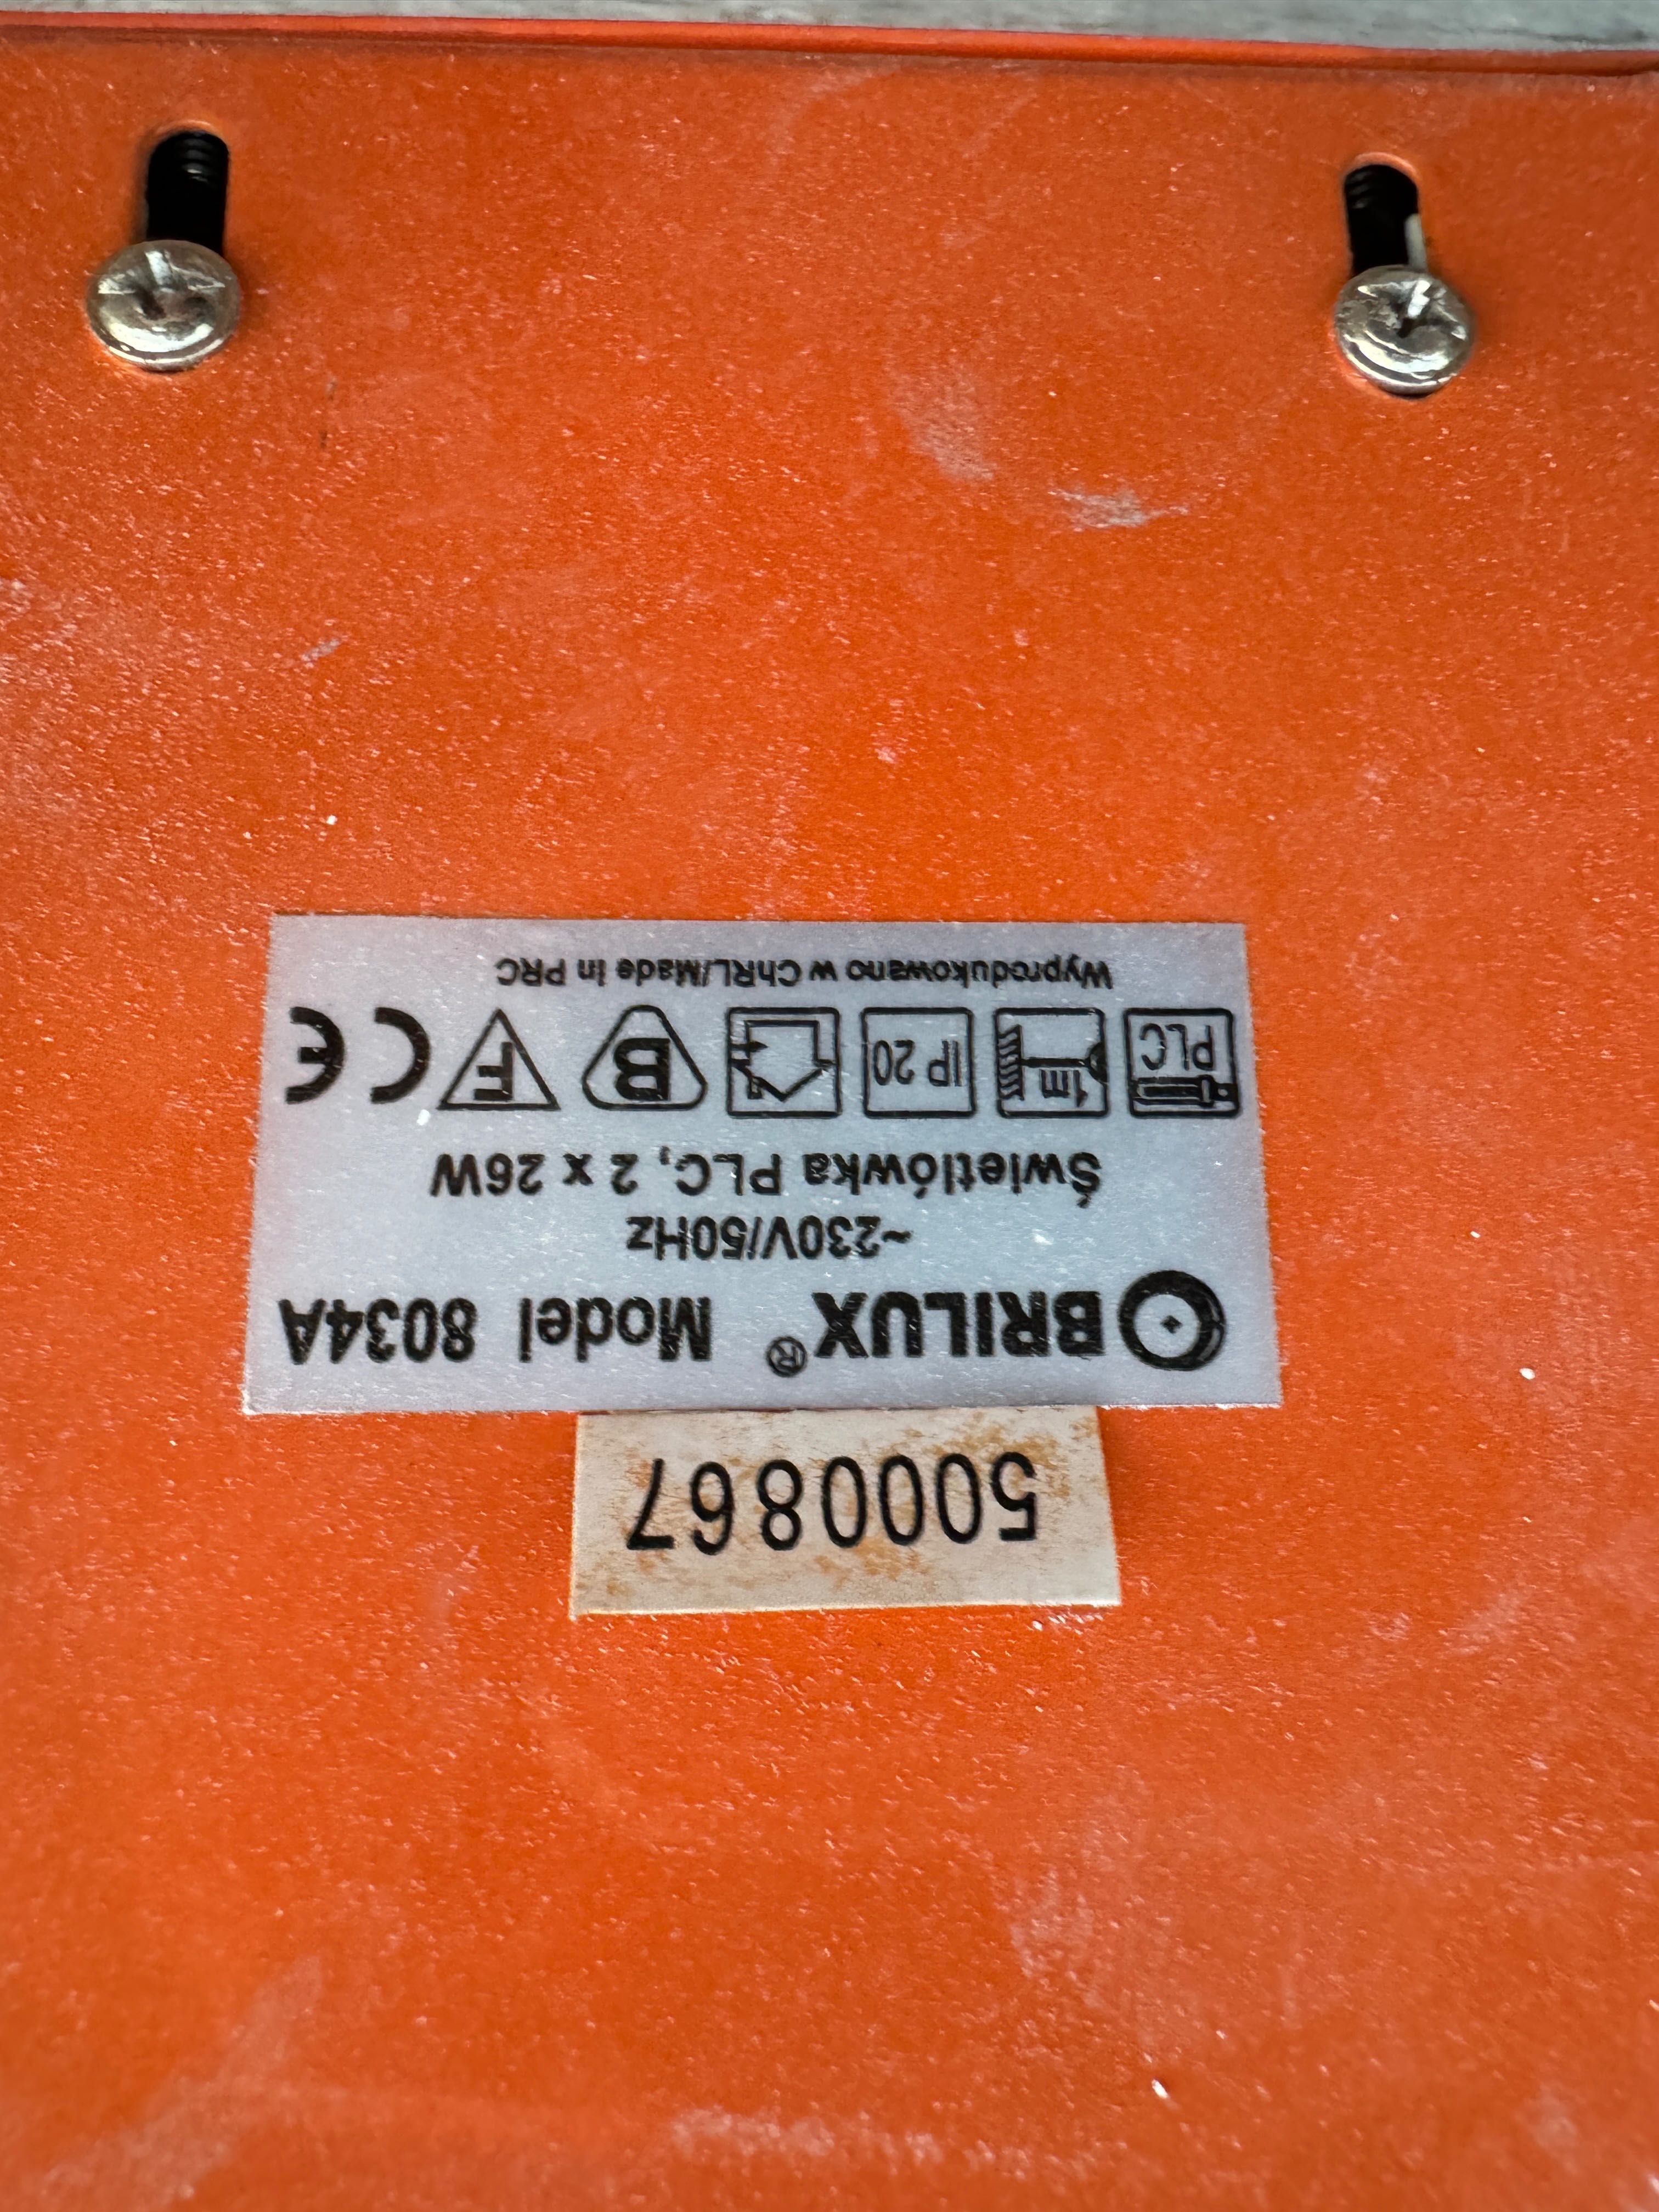 5000867
BRILUX® Model 8034A
~230V/50Hz
Świetlówka PLC, 2 x 26W
PLC 1m IP 20 B F CE
Wyprodukowano w ChRL/Made in PRC